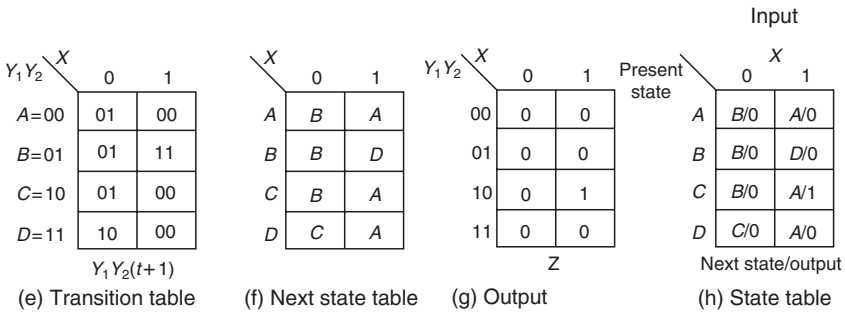 Input
X X X X
Y1Y2 0 1 0 1 Y1Y2 0 1 Present 0 1
state
A=00 01 00 A B A 00 0 0 A B/0 A/0
B=01 01 11 B B D 01 0 0 B B/0 D/0
C=10 01 00 C B A 10 0 1 C B/0 A/1
D=11 10 00 D C A 11 0 0 D C/0 A/0
Y1Y2(t+1) Z Next state/output
(e) Transition table (f) Next state table (g) Output (h) State table